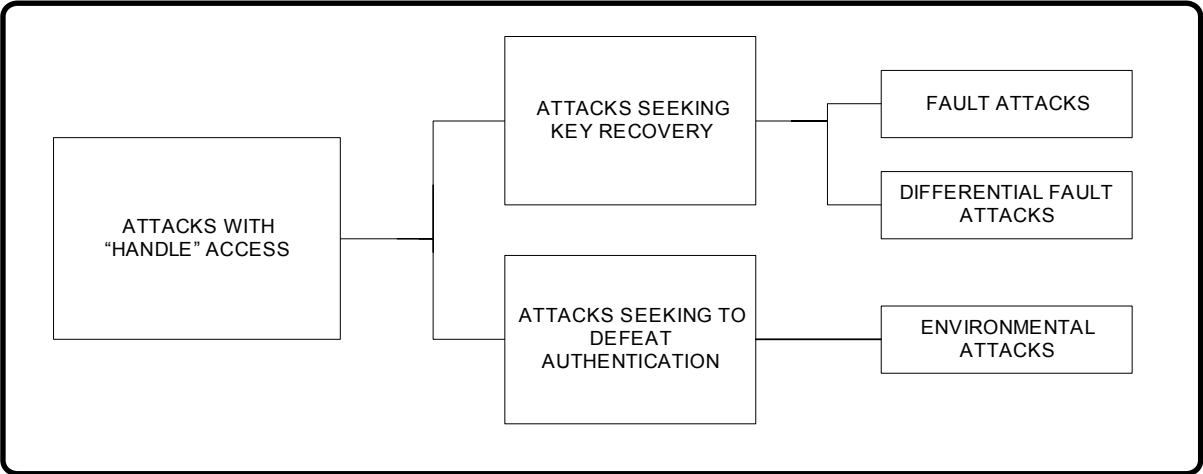 ATTACKS WITH
“HANDLE” ACCESS
ATTACKS SEEKING
KEY RECOVERY
FAULT ATTACKS
DIFFERENTIAL FAULT
ATTACKS
ATTACKS SEEKING TO
DEFEAT
AUTHENTICATION
ENVIRONMENTAL
ATTACKS